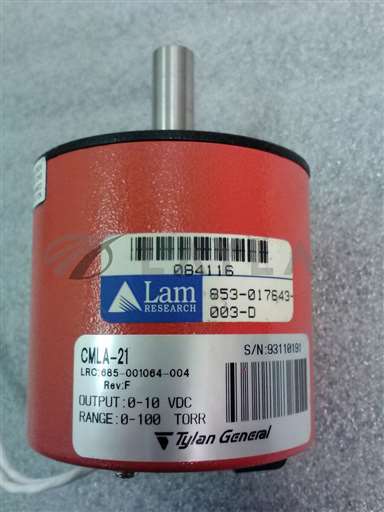 084116
Lam
RESEARCH
853-017643-
003-D
CMLA-21
S/N:93110191
LRC:685-001064-004
Rev:F
OUTPUT:0-10 VDC
RANGE:0-100 TORR
Tylan General